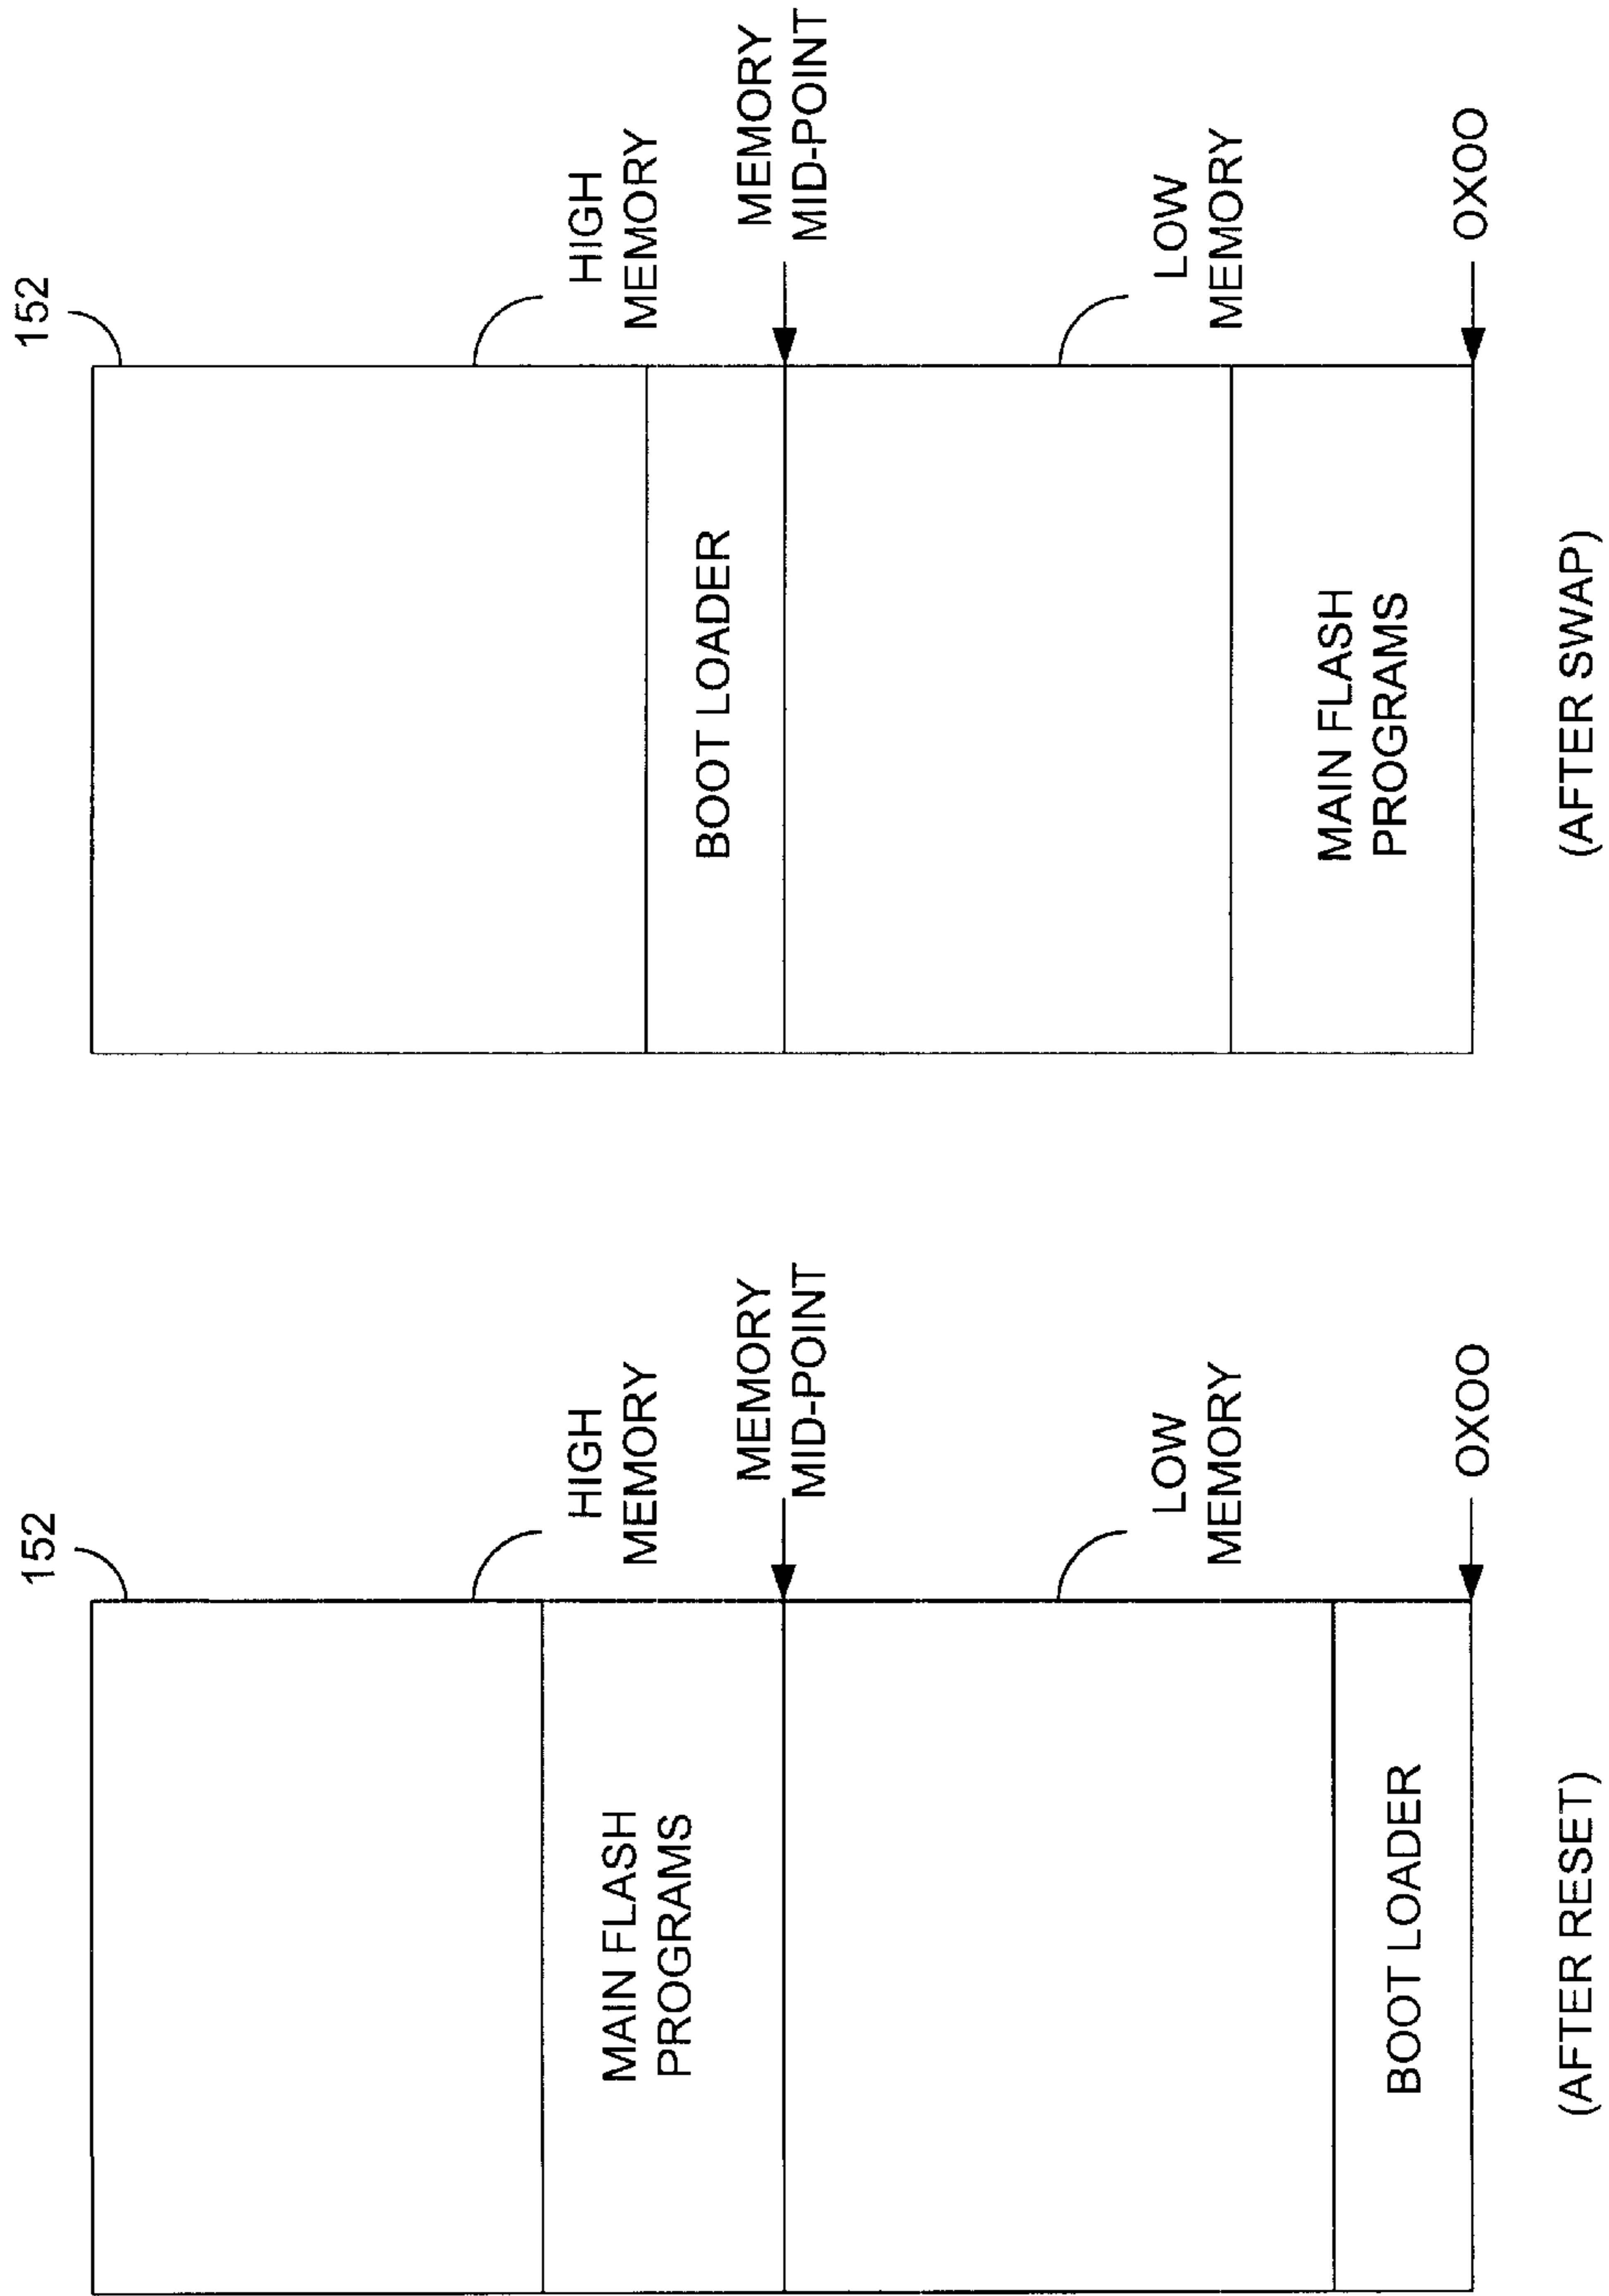 152
HIGH
MEMORY
MEMORY
MID-POINT
LOW
MEMORY
OXOO
MAIN FLASH
PROGRAMS
BOOT LOADER
(AFTER RESET)
152
HIGH
MEMORY
MEMORY
MID-POINT
LOW
MEMORY
OXOO
BOOT LOADER
MAIN FLASH
PROGRAMS
(AFTER SWAP)